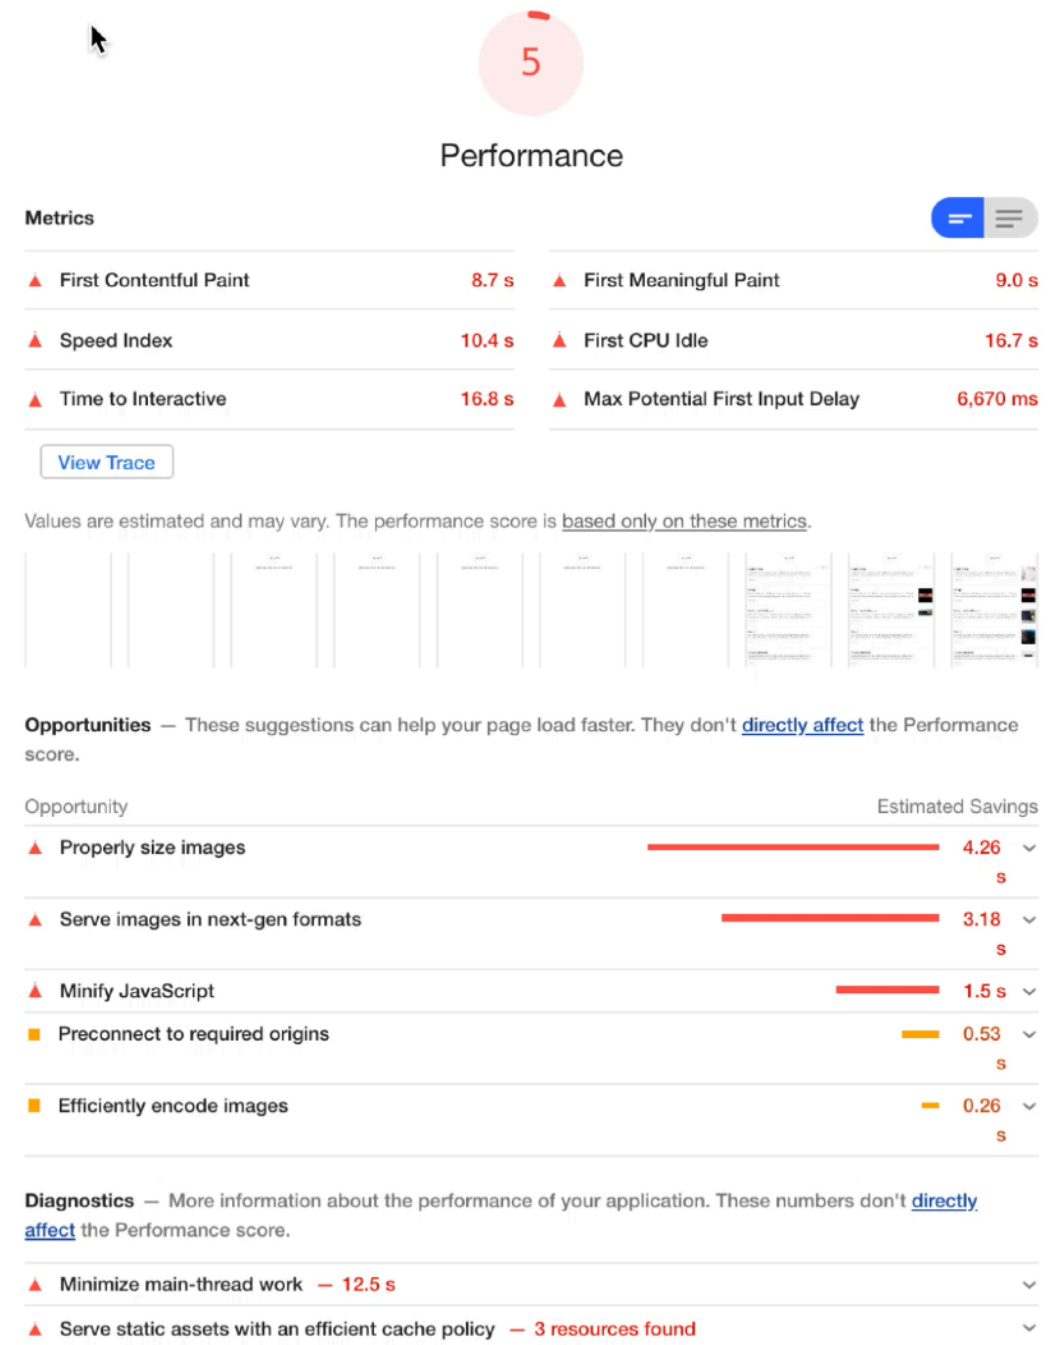 5
Performance
Metrics
First Contentful Paint 8.7 s
First Meaningful Paint 9.0 s
Speed Index 10.4 s
First CPU Idle 16.7 s
Time to Interactive 16.8 s
Max Potential First Input Delay 6,670 ms
View Trace
Values are estimated and may vary. The performance score is based only on these metrics.
Opportunities — These suggestions can help your page load faster. They don't directly affect the Performance
score.
Opportunity Estimated Savings
Properly size images 4.26
s
Serve images in next-gen formats 3.18
s
Minify JavaScript 1.5 s
Preconnect to required origins 0.53
s
Efficiently encode images 0.26
s
Diagnostics — More information about the performance of your application. These numbers don't directly
affect the Performance score.
Minimize main-thread work — 12.5 s
Serve static assets with an efficient cache policy — 3 resources found